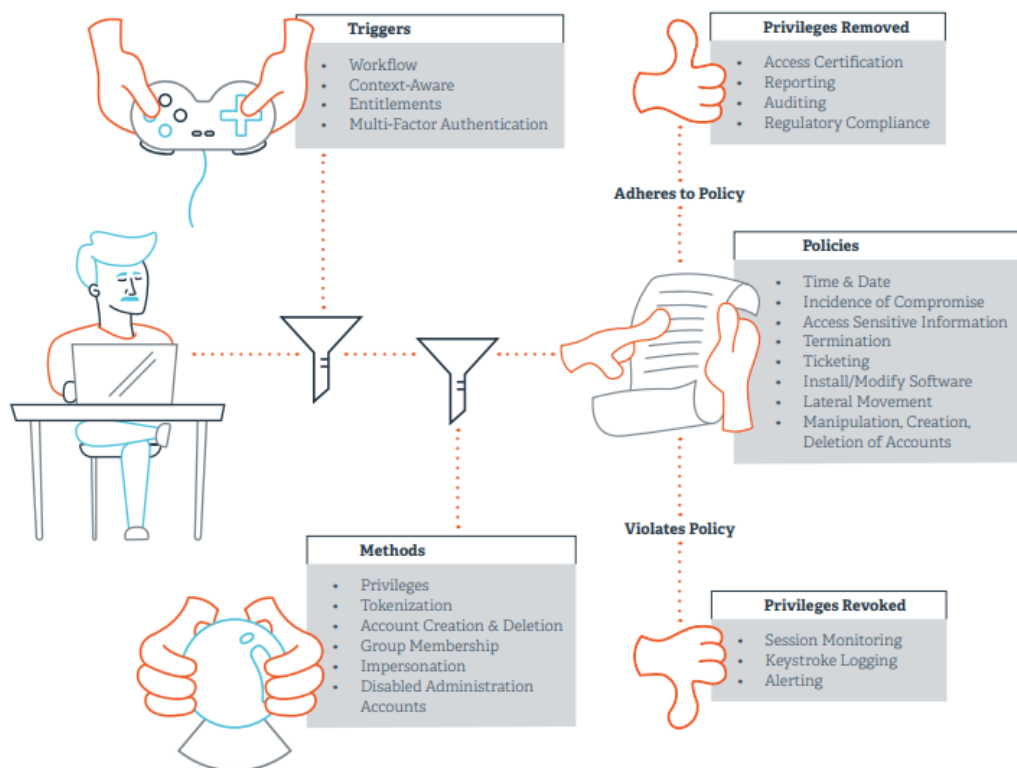 Triggers
• Workflow
• Context-Aware
• Entitlements
• Multi-Factor Authentication
Privileges Removed
• Access Certification
• Reporting
• Auditing
• Regulatory Compliance
Adheres to Policy
Policies
• Time & Date
• Incidence of Compromise
• Access Sensitive Information
• Termination
• Ticketing
• Install/Modify Software
• Lateral Movement
• Manipulation, Creation,
Deletion of Accounts
Violates Policy
Methods
• Privileges
• Tokenization
• Account Creation & Deletion
• Group Membership
• Impersonation
• Disabled Administration
Accounts
Privileges Revoked
• Session Monitoring
• Keystroke Logging
• Alerting